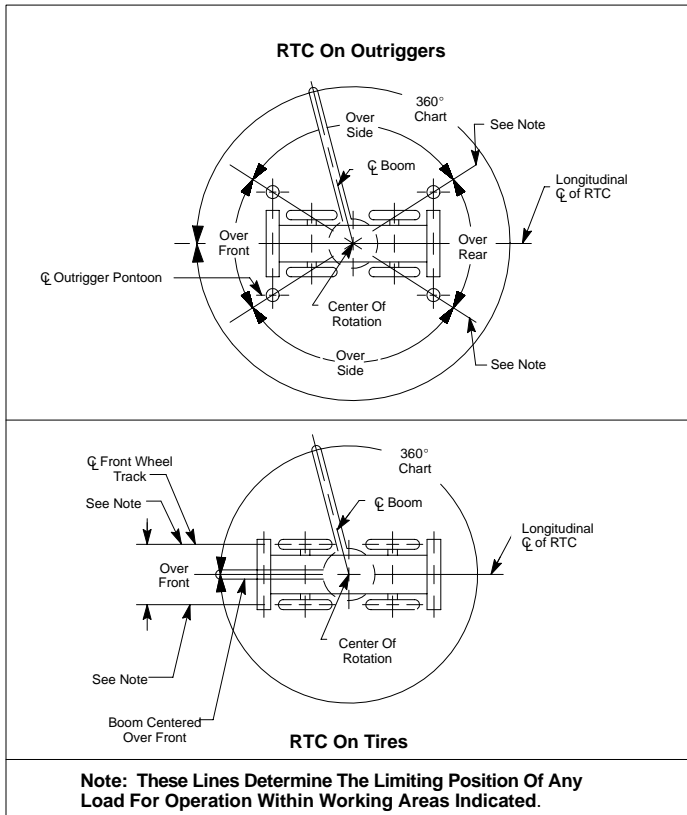 RTC On Outriggers
360°
Chart
Over
Side
See Note
℄ Boom
Longitudinal
℄ of RTC
Over
Front
Over
Rear
℄ Outrigger Pontoon
Center Of
Rotation
Over
Side
See Note
℄ Front Wheel
Track
360°
Chart
See Note
℄ Boom
Longitudinal
℄ of RTC
Over
Front
Center Of
Rotation
See Note
Boom Centered
Over Front
RTC On Tires
Note: These Lines Determine The Limiting Position Of Any
Load For Operation Within Working Areas Indicated.